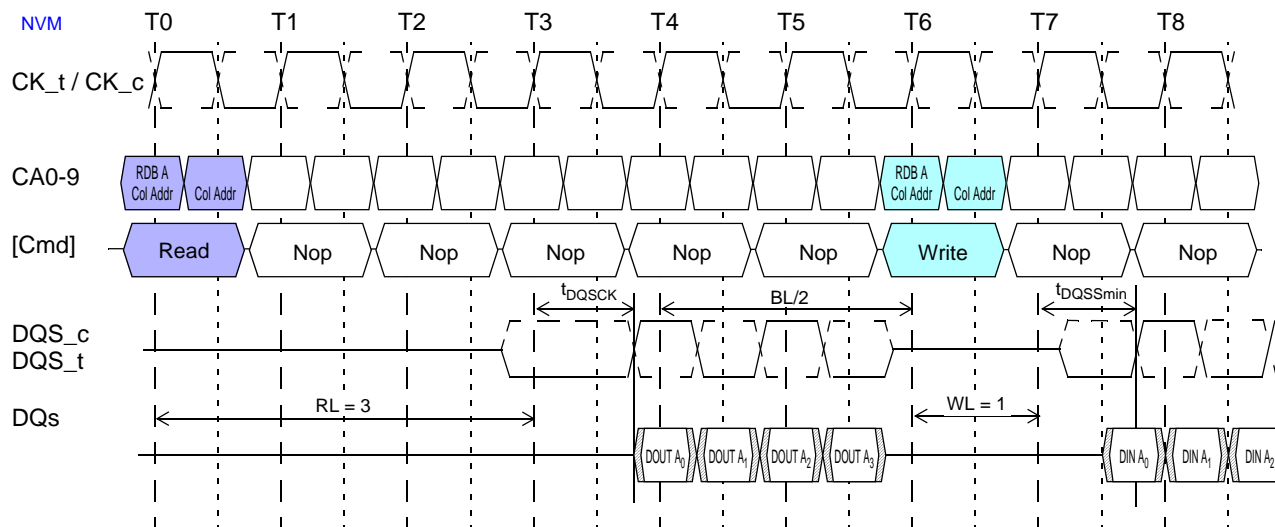 NVM T0 T1 T2 T3 T4 T5 T6 T7 T8
CK_t / CK_c
CA0-9 RDB A Col Addr Col Addr RDB A Col Addr Col Addr
[Cmd] Read Nop Nop Nop Nop Nop Write Nop Nop
tDQSCK BL/2 tDQSSmin
DQS_c
DQS_t
DQs RL = 3 WL = 1
DOUT A0 DOUT A1 DOUT A2 DOUT A3 DIN A0 DIN A1 DIN A2